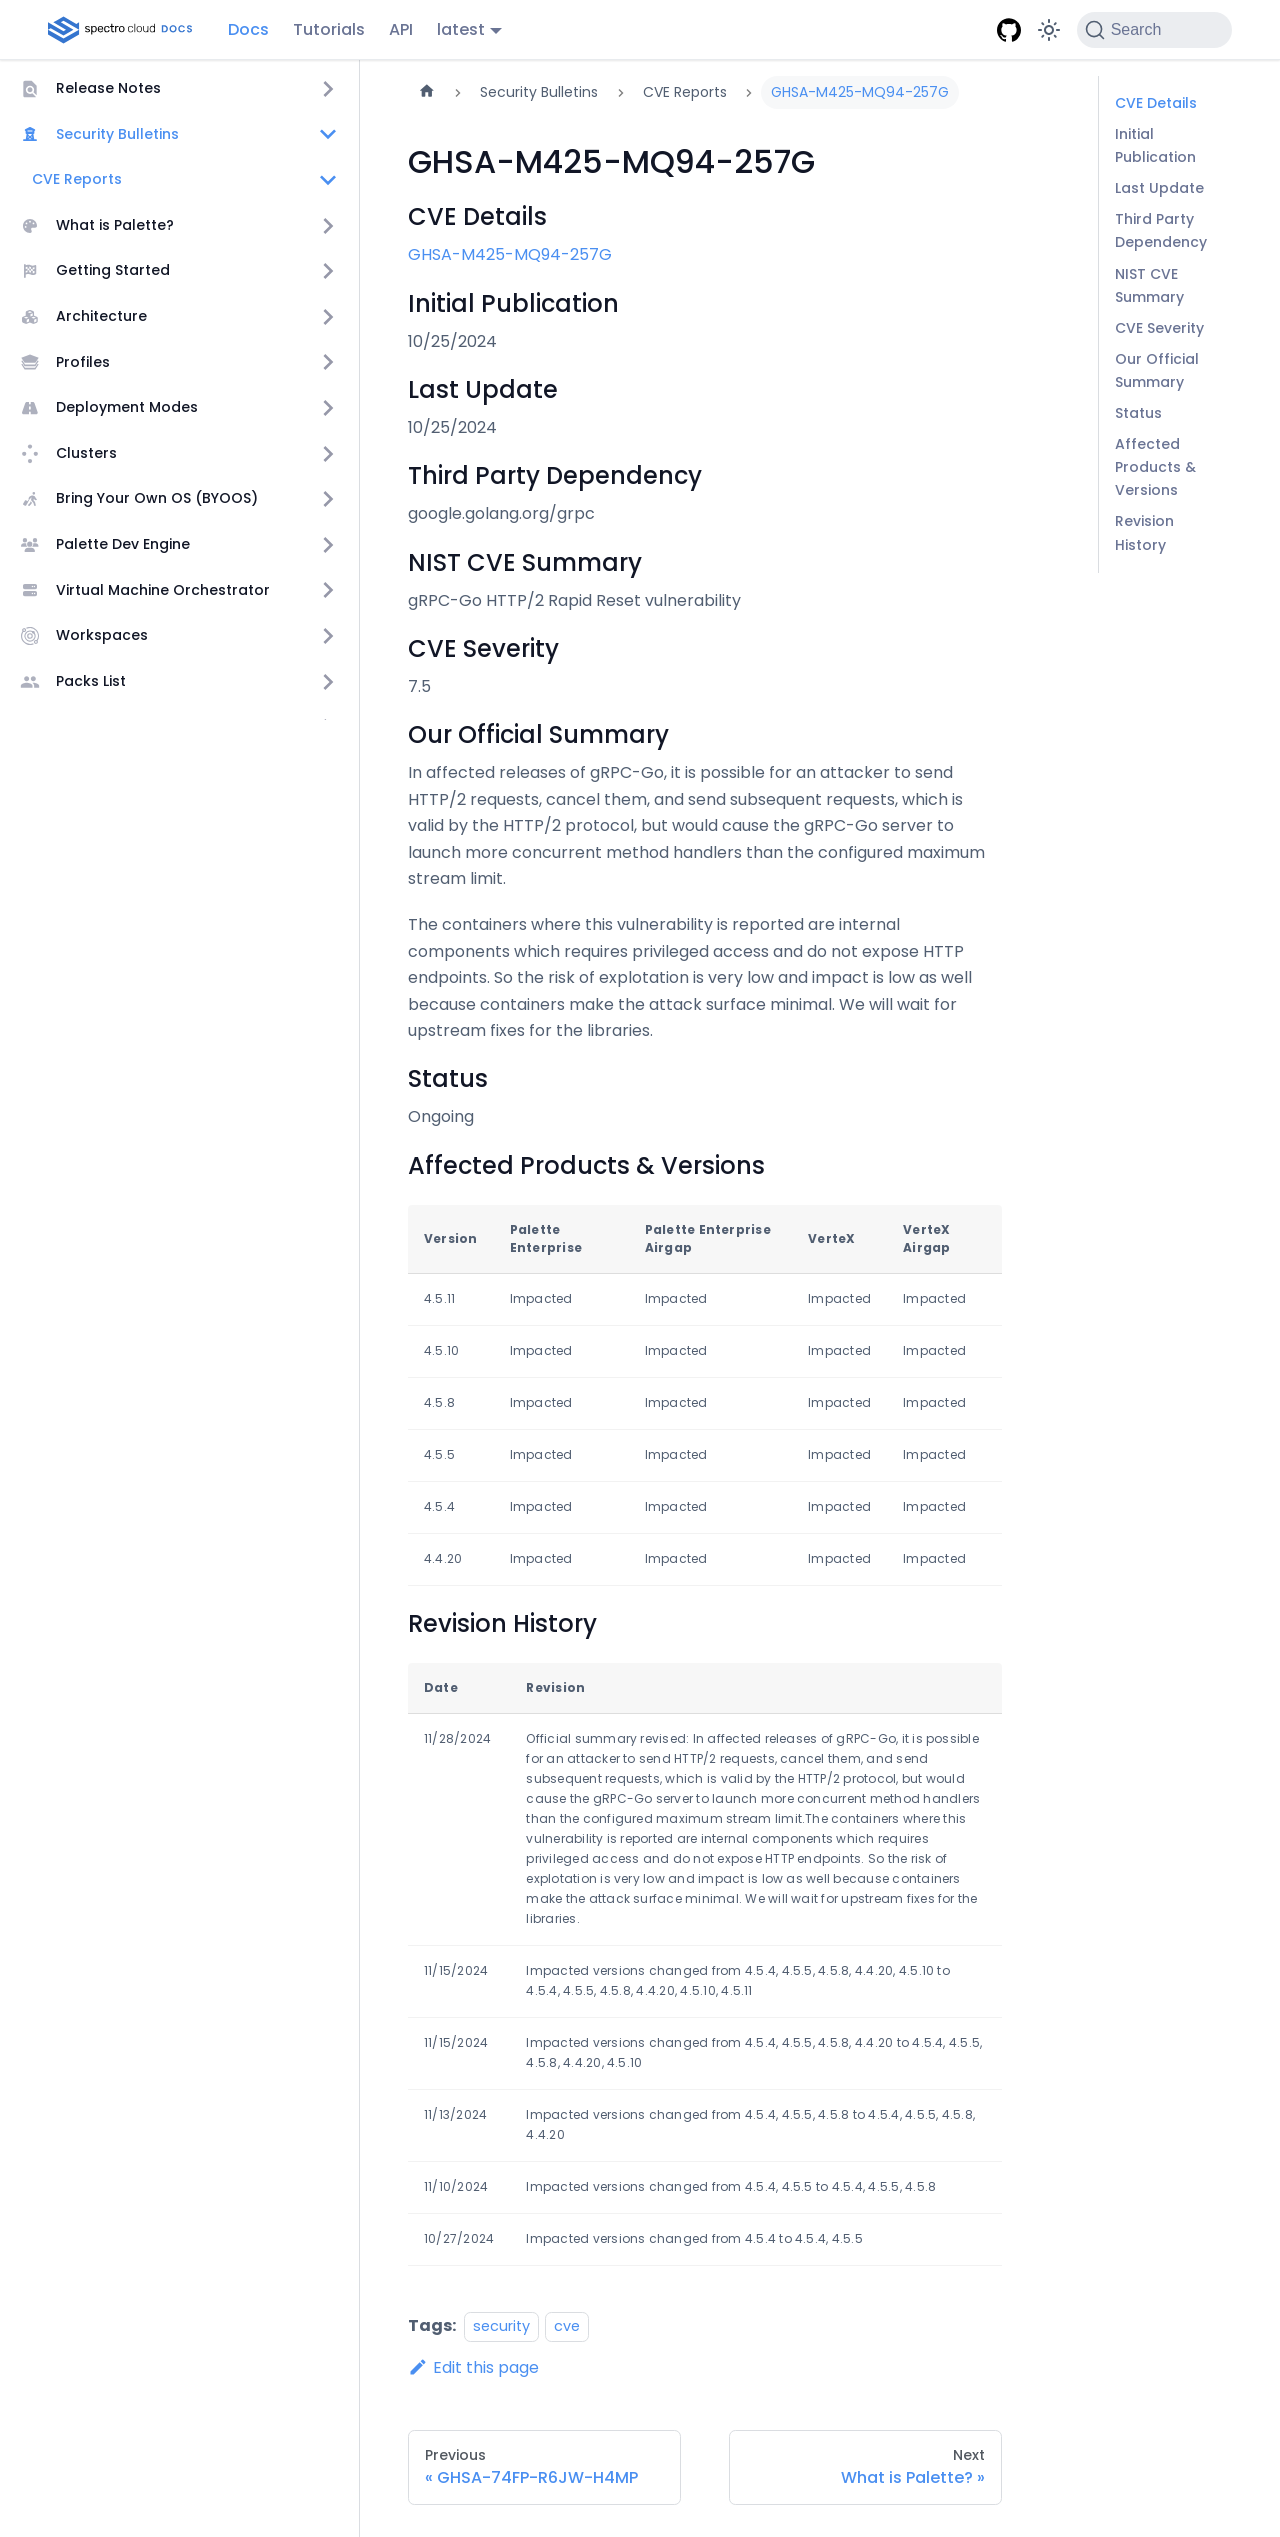 spectro cloud DOCS
Docs
Tutorials
API
latest
Search
Release Notes
Security Bulletins
CVE Reports
What is Palette?
Getting Started
Architecture
Profiles
Deployment Modes
Clusters
Bring Your Own OS (BYOOS)
Palette Dev Engine
Virtual Machine Orchestrator
Workspaces
Packs List
Security Bulletins
CVE Reports
GHSA-M425-MQ94-257G
GHSA-M425-MQ94-257G
CVE Details
GHSA-M425-MQ94-257G
Initial Publication
10/25/2024
Last Update
10/25/2024
Third Party Dependency
google.golang.org/grpc
NIST CVE Summary
gRPC-Go HTTP/2 Rapid Reset vulnerability
CVE Severity
7.5
Our Official Summary
In affected releases of gRPC-Go, it is possible for an attacker to send
HTTP/2 requests, cancel them, and send subsequent requests, which is
valid by the HTTP/2 protocol, but would cause the gRPC-Go server to
launch more concurrent method handlers than the configured maximum
stream limit.
The containers where this vulnerability is reported are internal
components which requires privileged access and do not expose HTTP
endpoints. So the risk of explotation is very low and impact is low as well
because containers make the attack surface minimal. We will wait for
upstream fixes for the libraries.
Status
Ongoing
Affected Products & Versions
Version Palette Enterprise Palette Enterprise Airgap VerteX VerteX Airgap
4.5.11 Impacted Impacted Impacted Impacted
4.5.10 Impacted Impacted Impacted Impacted
4.5.8 Impacted Impacted Impacted Impacted
4.5.5 Impacted Impacted Impacted Impacted
4.5.4 Impacted Impacted Impacted Impacted
4.4.20 Impacted Impacted Impacted Impacted
Revision History
Date Revision
11/28/2024 Official summary revised: In affected releases of gRPC-Go, it is possible
for an attacker to send HTTP/2 requests, cancel them, and send
subsequent requests, which is valid by the HTTP/2 protocol, but would
cause the gRPC-Go server to launch more concurrent method handlers
than the configured maximum stream limit.The containers where this
vulnerability is reported are internal components which requires
privileged access and do not expose HTTP endpoints. So the risk of
explotation is very low and impact is low as well because containers
make the attack surface minimal. We will wait for upstream fixes for the
libraries.
11/15/2024 Impacted versions changed from 4.5.4, 4.5.5, 4.5.8, 4.4.20, 4.5.10 to
4.5.4, 4.5.5, 4.5.8, 4.4.20, 4.5.10, 4.5.11
11/15/2024 Impacted versions changed from 4.5.4, 4.5.5, 4.5.8, 4.4.20 to 4.5.4, 4.5.5,
4.5.8, 4.4.20, 4.5.10
11/13/2024 Impacted versions changed from 4.5.4, 4.5.5, 4.5.8 to 4.5.4, 4.5.5, 4.5.8,
4.4.20
11/10/2024 Impacted versions changed from 4.5.4, 4.5.5 to 4.5.4, 4.5.5, 4.5.8
10/27/2024 Impacted versions changed from 4.5.4 to 4.5.4, 4.5.5
Tags: security cve
Edit this page
Previous
« GHSA-74FP-R6JW-H4MP
Next
What is Palette? »
CVE Details
Initial
Publication
Last Update
Third Party
Dependency
NIST CVE
Summary
CVE Severity
Our Official
Summary
Status
Affected
Products &
Versions
Revision
History